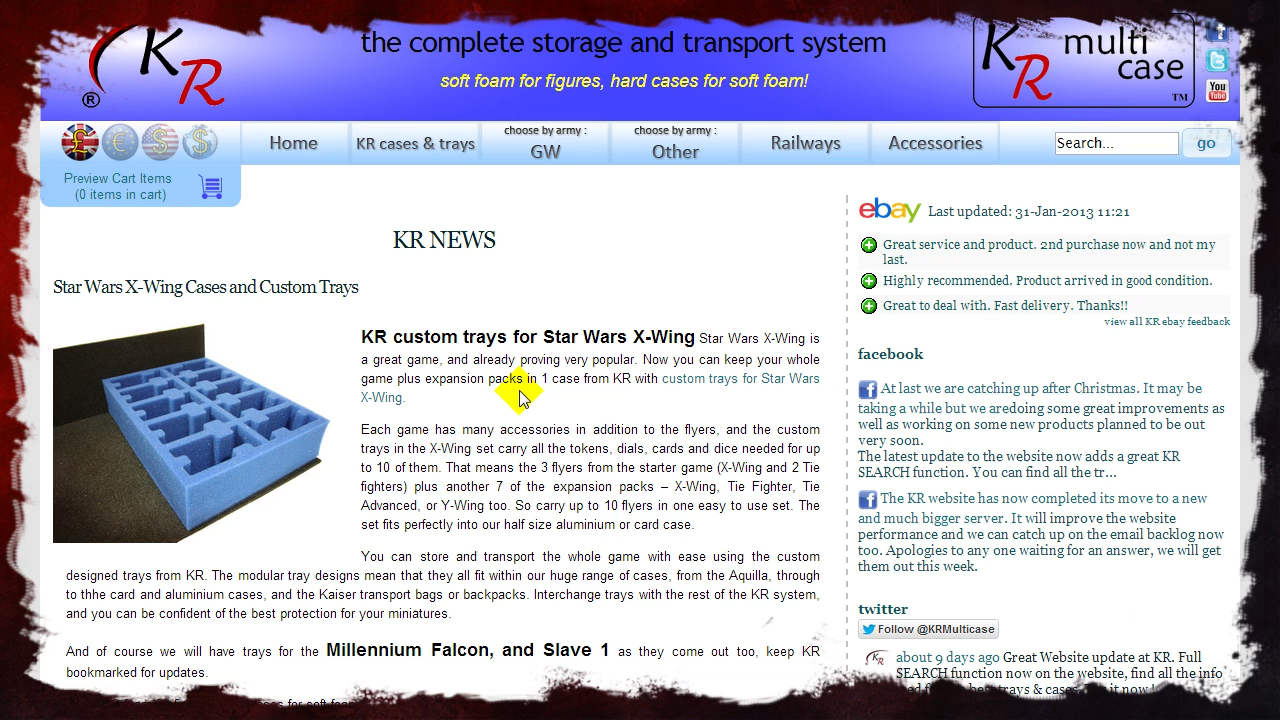 KR
®
the complete storage and transport system
soft foam for figures, hard cases for soft foam!
KR multi
case
TM
You
Tube
£ € $ $
Home
KR cases & trays
choose by army :
GW
choose by army :
Other
Railways
Accessories
Search...
go
Preview Cart Items
(0 items in cart)
KR NEWS
Star Wars X-Wing Cases and Custom Trays
KR custom trays for Star Wars X-Wing Star Wars X-Wing is
a great game, and already proving very popular. Now you can keep your whole
game plus expansion packs in 1 case from KR with custom trays for Star Wars
X-Wing.
Each game has many accessories in addition to the flyers, and the custom
trays in the X-Wing set carry all the tokens, dials, cards and dice needed for up
to 10 of them. That means the 3 flyers from the starter game (X-Wing and 2 Tie
fighters) plus another 7 of the expansion packs – X-Wing, Tie Fighter, Tie
Advanced, or Y-Wing too. So carry up to 10 flyers in one easy to use set. The
set fits perfectly into our half size aluminium or card case.
You can store and transport the whole game with ease using the custom
designed trays from KR. The modular tray designs mean that they all fit within our huge range of cases, from the Aquilla, through
to thhe card and aluminium cases, and the Kaiser transport bags or backpacks. Interchange trays with the rest of the KR system,
and you can be confident of the best protection for your miniatures.
And of course we will have trays for the Millennium Falcon, and Slave 1 as they come out too, keep KR
bookmarked for updates.
ebay Last updated: 31-Jan-2013 11:21
Great service and product. 2nd purchase now and not my
last.
Highly recommended. Product arrived in good condition.
Great to deal with. Fast delivery. Thanks!!
view all KR ebay feedback
facebook
At last we are catching up after Christmas. It may be
taking a while but we aredoing some great improvements as
well as working on some new products planned to be out
very soon.
The latest update to the website now adds a great KR
SEARCH function. You can find all the tr...
The KR website has now completed its move to a new
and much bigger server. It will improve the website
performance and we can catch up on the email backlog now
too. Apologies to any one waiting for an answer, we will get
them out this week.
twitter
Follow @KRMulticase
KR about 9 days ago Great Website update at KR. Full
SEARCH function now on the website, find all the info
trays & cases